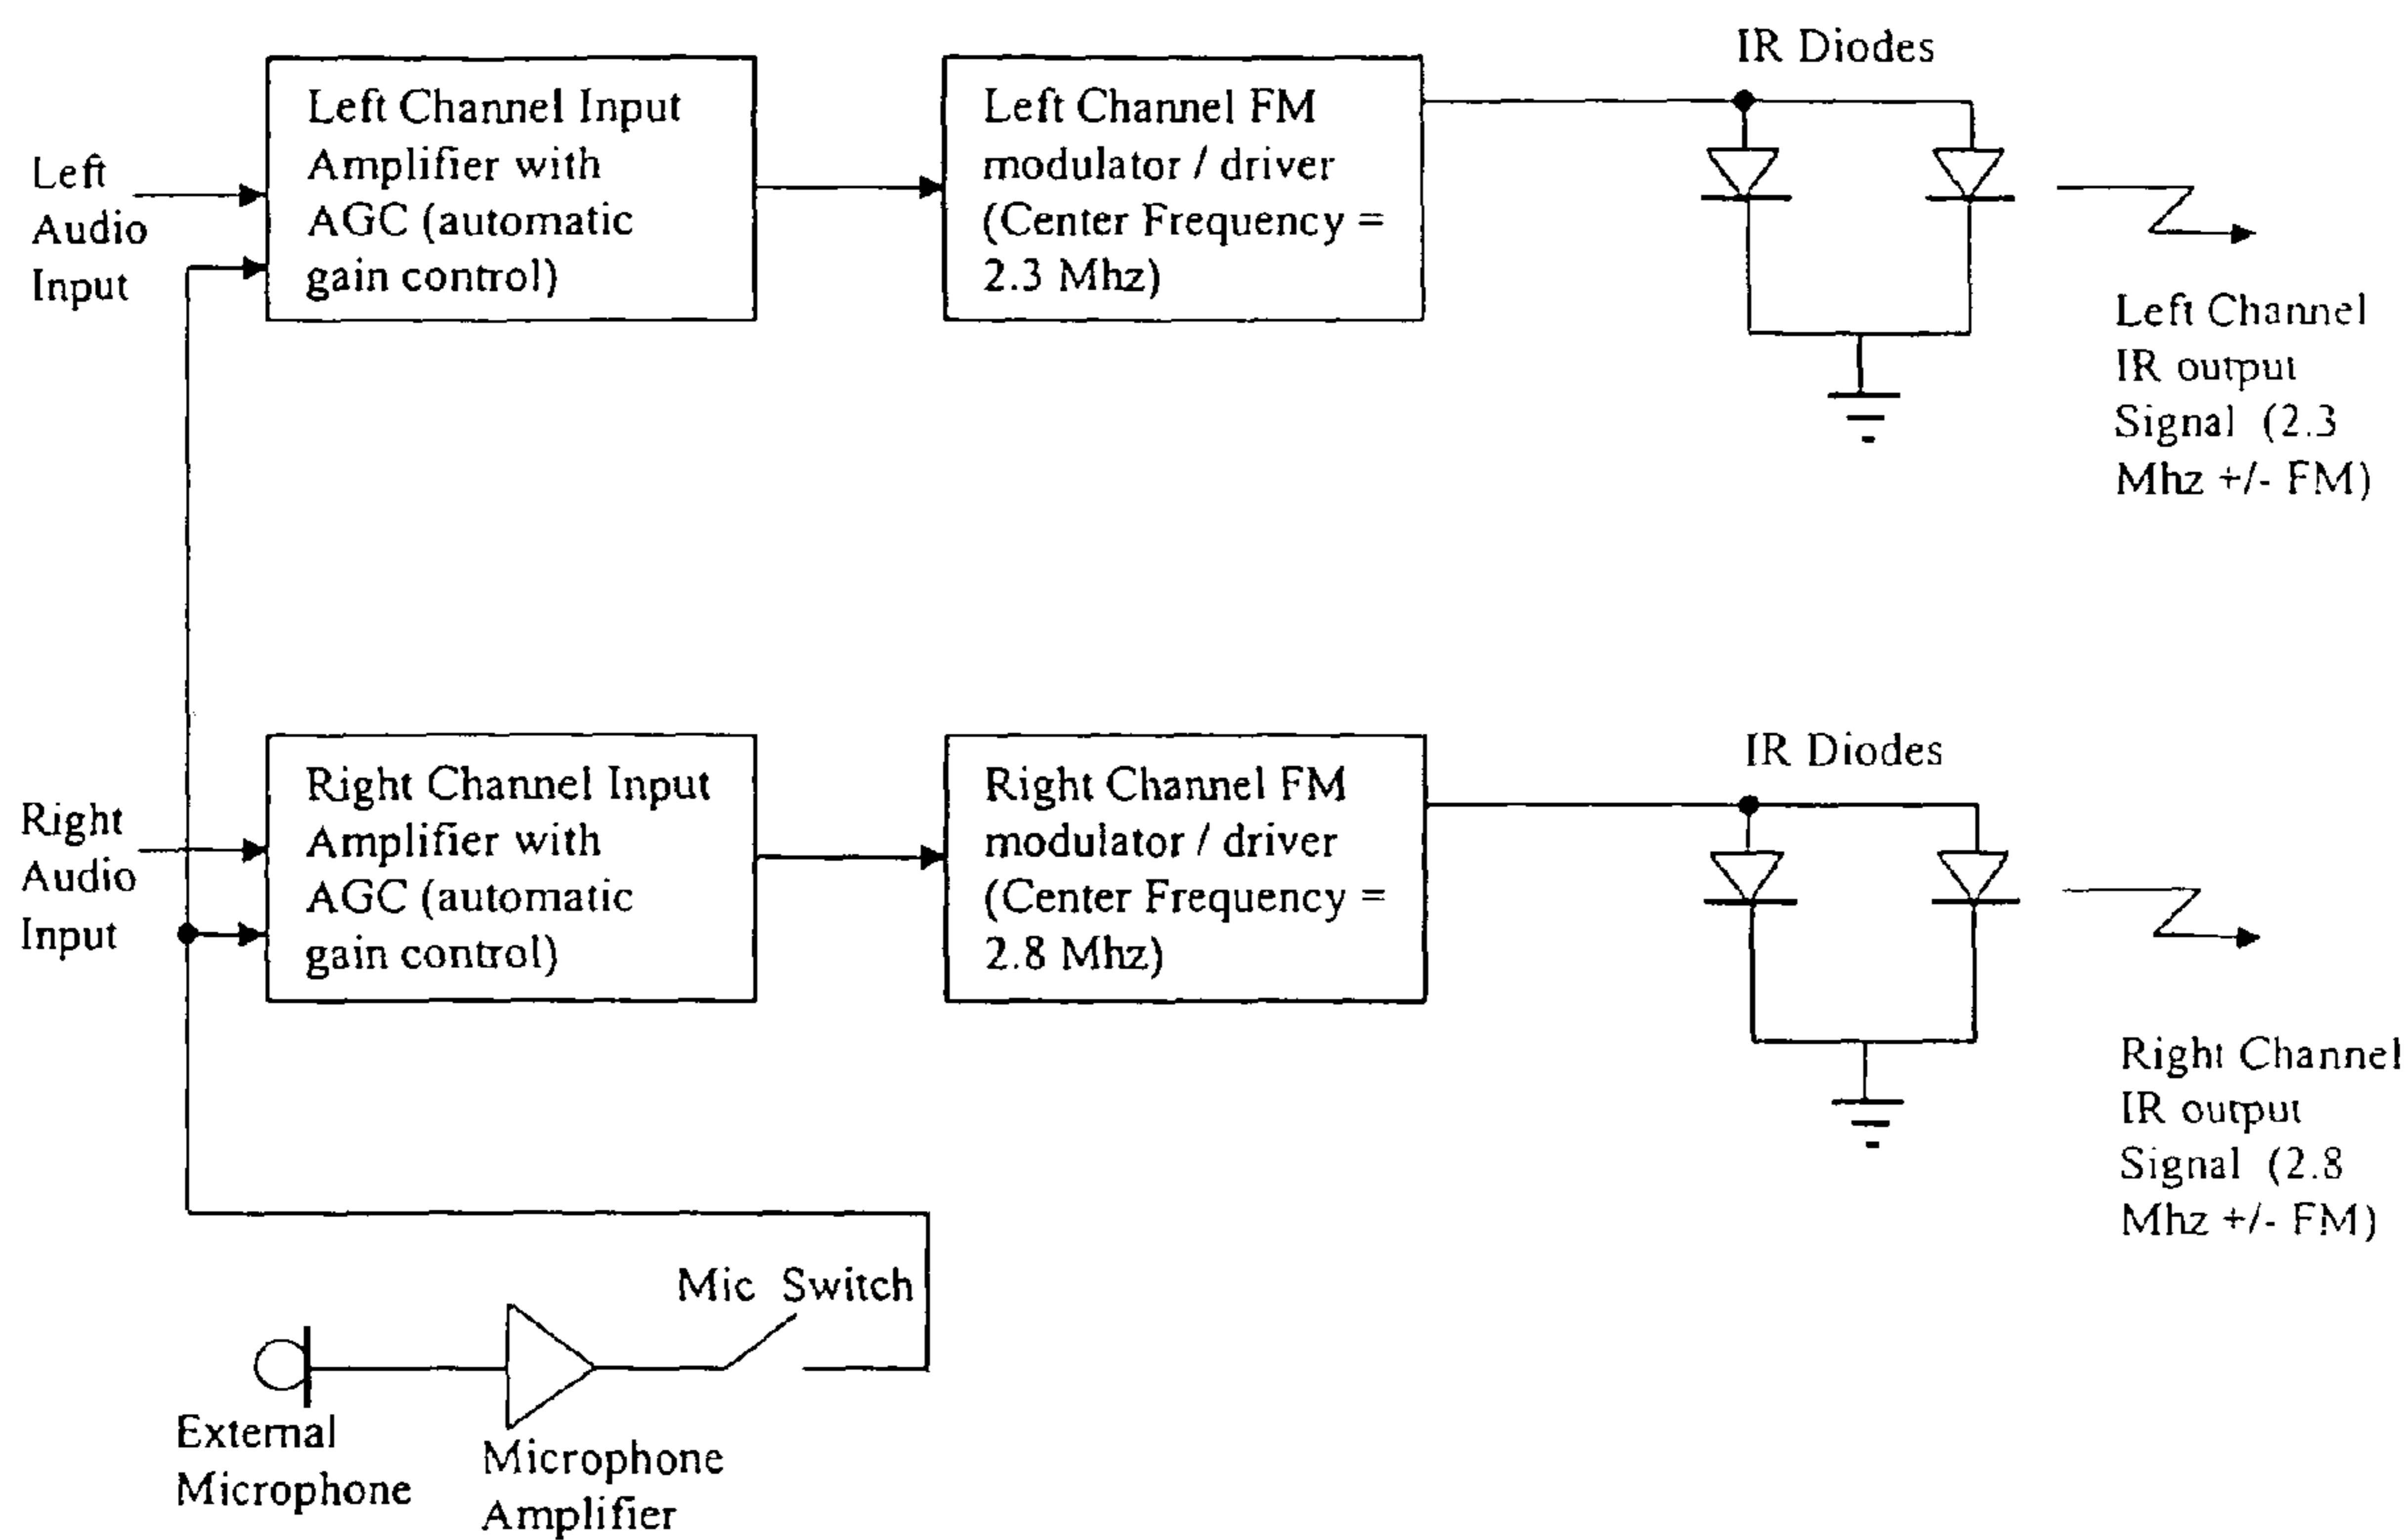 IR Diodes
Left Channel Input
Amplifier with
AGC (automatic
gain control)
Left Channel FM
modulator / driver
(Center Frequency =
2.3 Mhz)
Left
Audio
Input
Left Channel
IR output
Signal (2.3
Mhz +/- FM)
IR Diodes
Right Channel Input
Amplifier with
AGC (automatic
gain control)
Right Channel FM
modulator / driver
(Center Frequency =
2.8 Mhz)
Right
Audio
Input
Right Channel
IR output
Signal (2.8
Mhz +/- FM)
Mic Switch
External
Microphone
Microphone
Amplifier